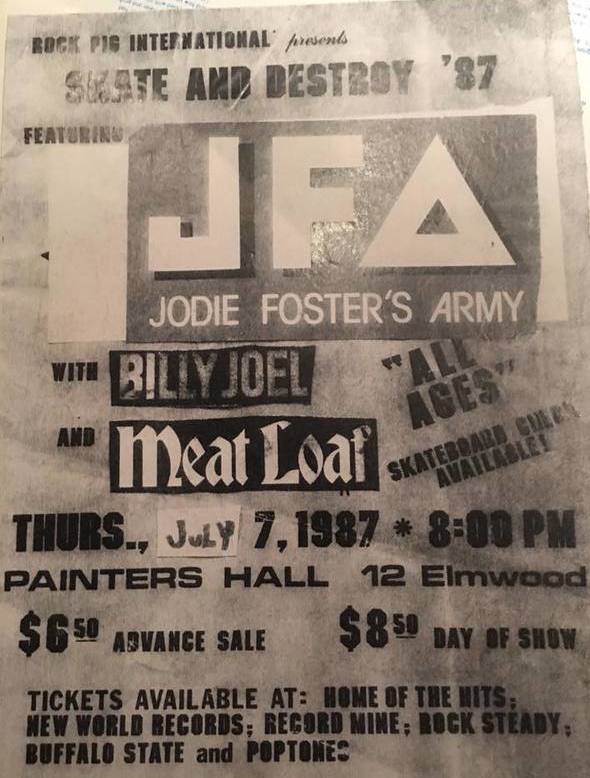 ROCK PIG INTERNATIONAL presents
SKATE AND DESTROY '87
FEATURING
JFA
JODIE FOSTER'S ARMY
WITH BILLY JOEL
"ALL AGES"
AND Meat Loaf
SKATEBOARD
AVAILABLE!
THURS., JULY 7, 1987 * 8:00 PM
PAINTERS HALL 12 Elmwood
$6.50 ADVANCE SALE $8.50 DAY OF SHOW
TICKETS AVAILABLE AT: HOME OF THE HITS;
NEW WORLD RECORDS; RECORD MINE; ROCK STEADY;
BUFFALO STATE and POPTONES